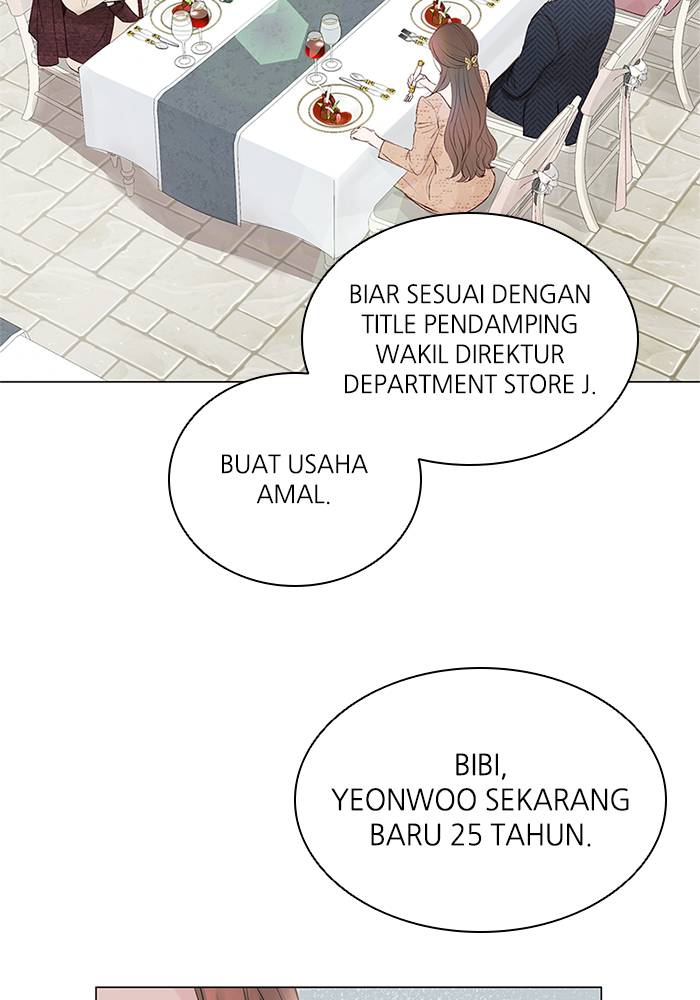 BIAR SESUAI DENGAN
TITLE PENDAMPING
WAKIL DIREKTUR
DEPARTMENT STORE J.
BUAT USAHA
AMAL.
BIBI,
YEONWOO SEKARANG
BARU 25 TAHUN.